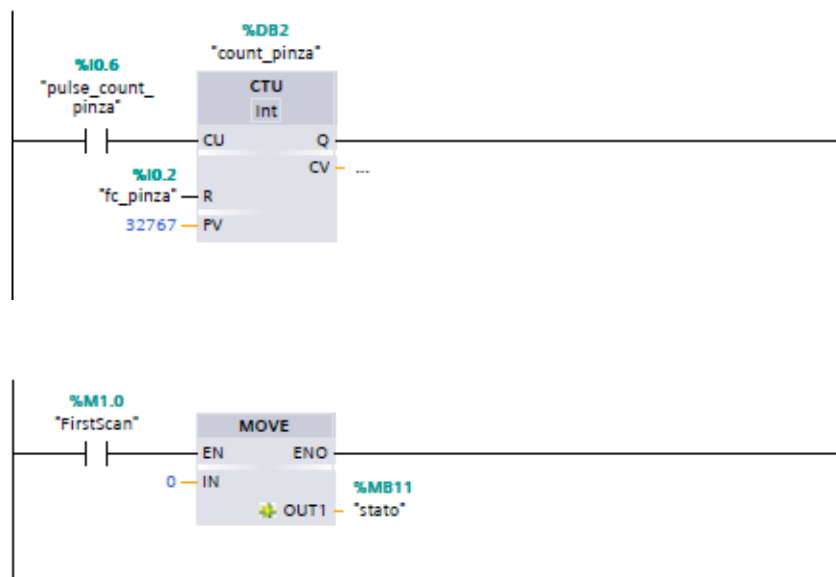 %DB2
"count_pinza"
%I0.6
"pulse_count_
pinza"
CTU
Int
CU Q
CV ...
%I0.2
"fc_pinza" R
32767 PV
%M1.0
"FirstScan"
MOVE
EN ENO
0 IN
%MB11
OUT1 "stato"